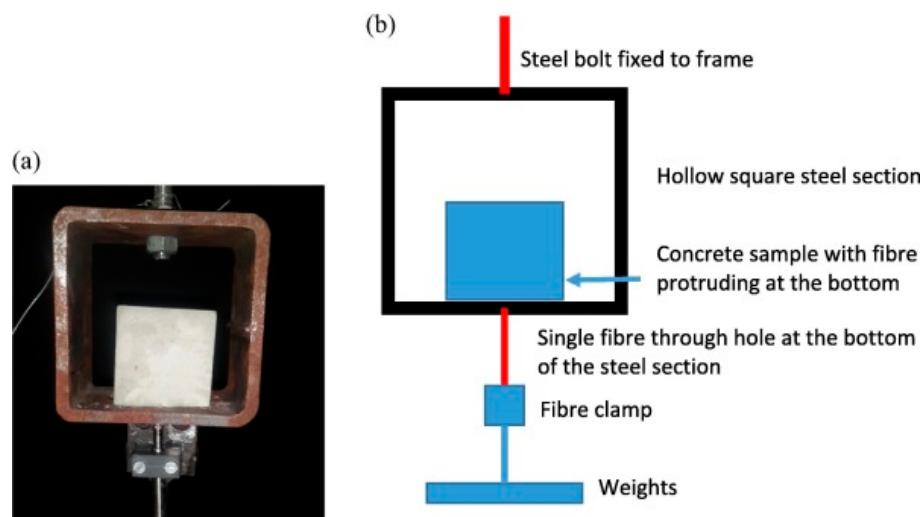 (a)
(b)
Steel bolt fixed to frame
Hollow square steel section
Concrete sample with fibre
protruding at the bottom
Single fibre through hole at the bottom
of the steel section
Fibre clamp
Weights